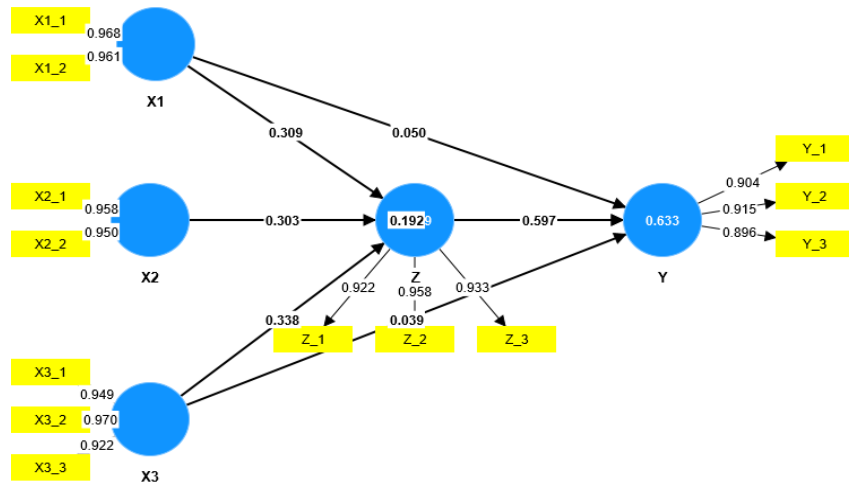 X1_1
0.968
0.961
X1_2
X1
0.309
0.050
Y_1
0.904
X2_1
0.958
0.950
X2_2
X2
0.303
0.192
Z
0.597
0.633
Y
0.915
Y_2
0.896
Y_3
0.922
0.958
0.933
0.338
0.039
Z_1
Z_2
Z_3
X3_1
0.949
X3_2
0.970
0.922
X3_3
X3